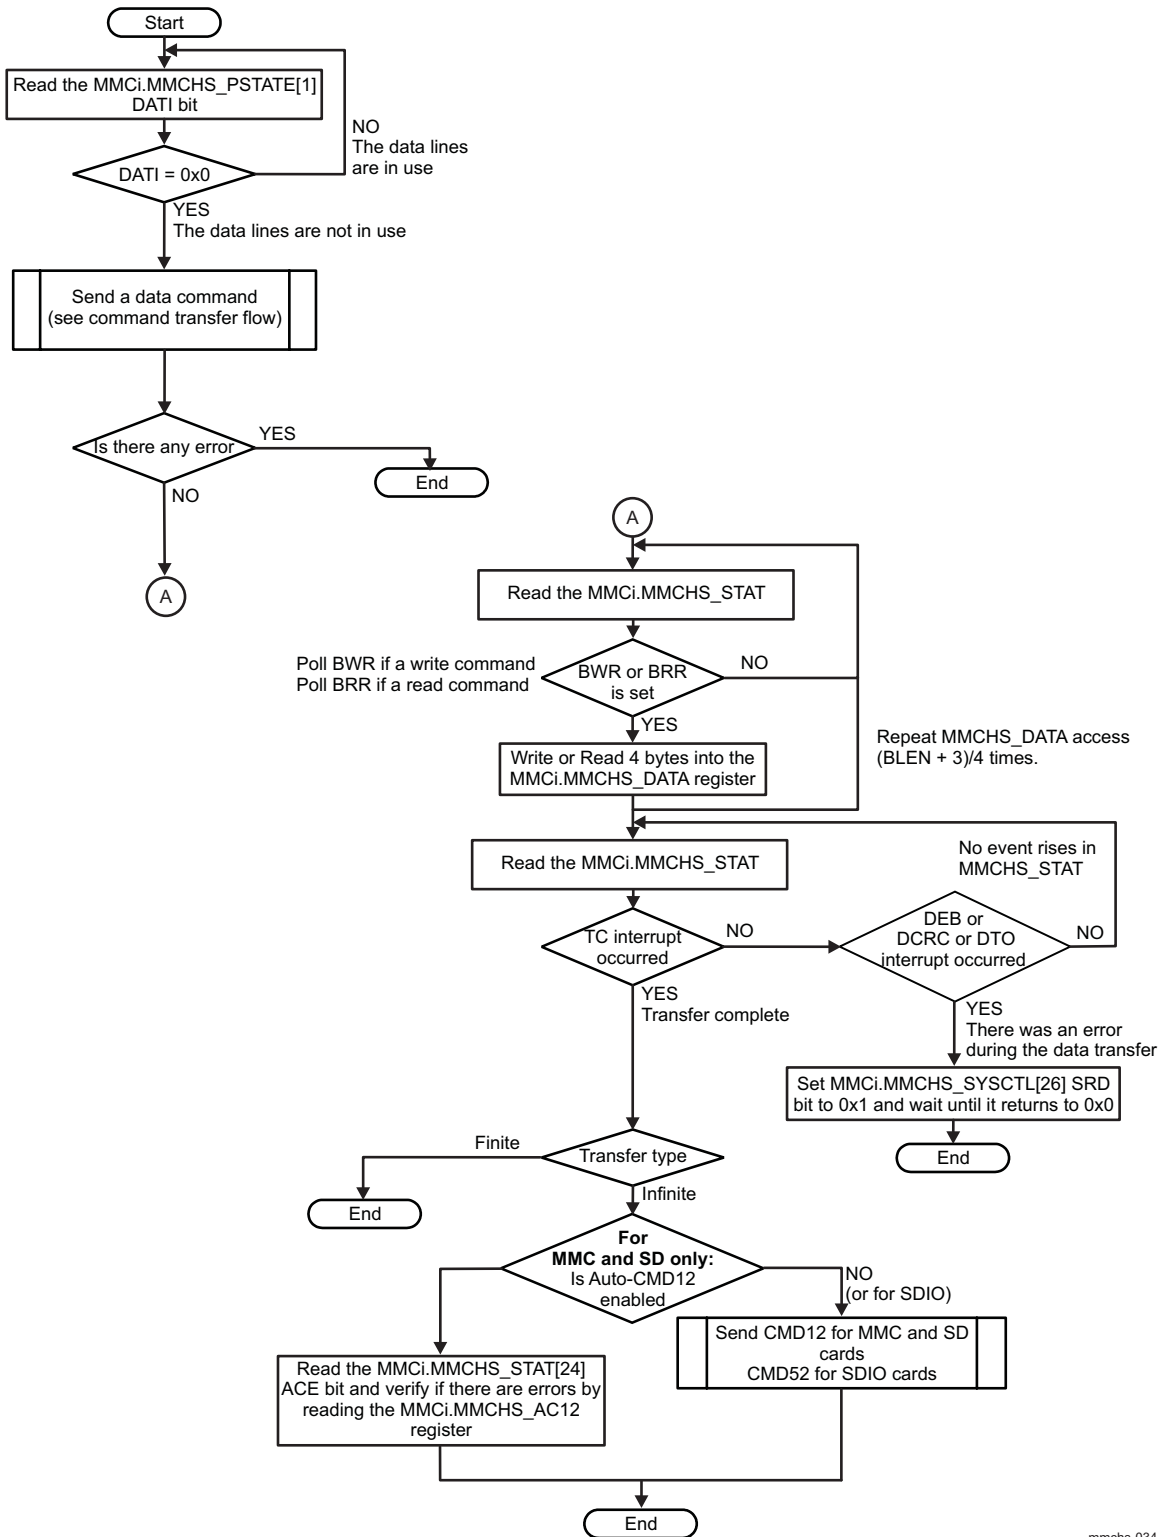 Start
Read the MMCi.MMCHS_PSTATE[1]
DATI bit
NO
The data lines
are in use
DATI = 0x0
YES
The data lines are not in use
Send a data command
(see command transfer flow)
Is there any error
YES
End
NO
A
A
Read the MMCi.MMCHS_STAT
Poll BWR if a write command
Poll BRR if a read command
BWR or BRR
is set
NO
YES
Write or Read 4 bytes into the
MMCi.MMCHS_DATA register
Repeat MMCHS_DATA access
(BLEN + 3)/4 times.
Read the MMCi.MMCHS_STAT
No event rises in
MMCHS_STAT
TC interrupt
occurred
NO
DEB or
DCRC or DTO
interrupt occurred
NO
YES
Transfer complete
YES
There was an error
during the data transfer
Set MMCi.MMCHS_SYSCTL[26] SRD
bit to 0x1 and wait until it returns to 0x0
End
Finite
Transfer type
End
Infinite
For
MMC and SD only:
Is Auto-CMD12
enabled
NO
(or for SDIO)
Send CMD12 for MMC and SD
cards
CMD52 for SDIO cards
Read the MMCi.MMCHS_STAT[24]
ACE bit and verify if there are errors by
reading the MMCi.MMCHS_AC12
register
End
mmchs-034